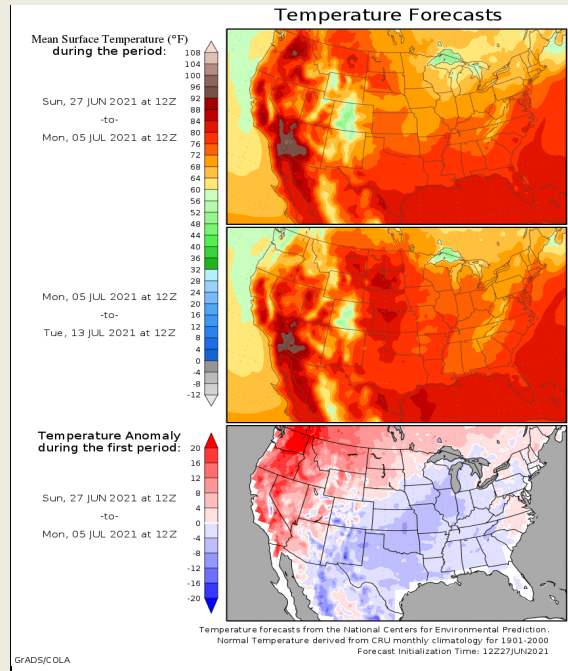 Temperature Forecasts
Mean Surface Temperature (°F)
during the period:
Sun, 27 JUN 2021 at 12Z
-to-
Mon, 05 JUL 2021 at 12Z
108
104
100
96
92
88
84
80
76
72
68
64
60
56
52
48
44
40
36
32
28
24
20
16
12
8
4
0
-4
-8
-12
Mon, 05 JUL 2021 at 12Z
-to-
Tue, 13 JUL 2021 at 12Z
Temperature Anomaly
during the first period:
Sun, 27 JUN 2021 at 12Z
-to-
Mon, 05 JUL 2021 at 12Z
20
16
12
8
4
-4
-8
-12
-16
-20
Temperature forecasts from the National Centers for Environmental Prediction.
Normal Temperature derived from CRU monthly climatology for 1901-2000
Forecast Initialization Time: 12Z27JUN2021
GrADS/COLA